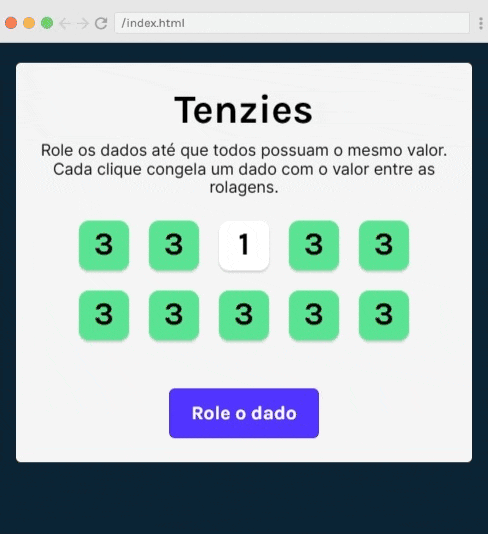 /index.html
Tenzies
Role os dados até que todos possuam o mesmo valor.
Cada clique congela um dado com o valor entre as
rolagens.
3 3 1 3 3
3 3 3 3 3
Role o dado